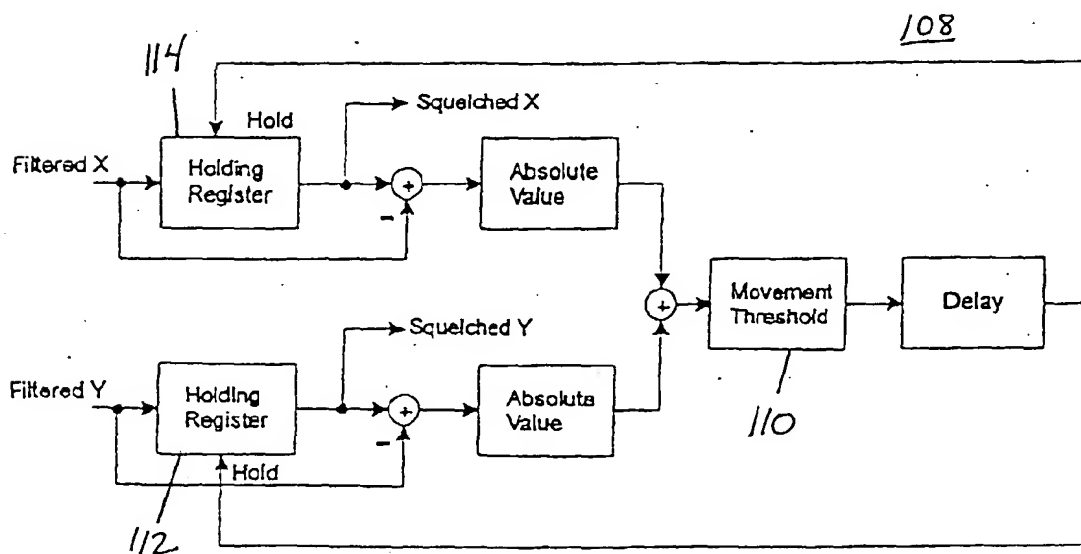 108
114
Squelched X
Hold
Filtered X
Holding
Register
+
-
Absolute
Value
+
Movement
Threshold
Delay
110
Squelched Y
Filtered Y
Holding
Register
+
-
Absolute
Value
Hold
112